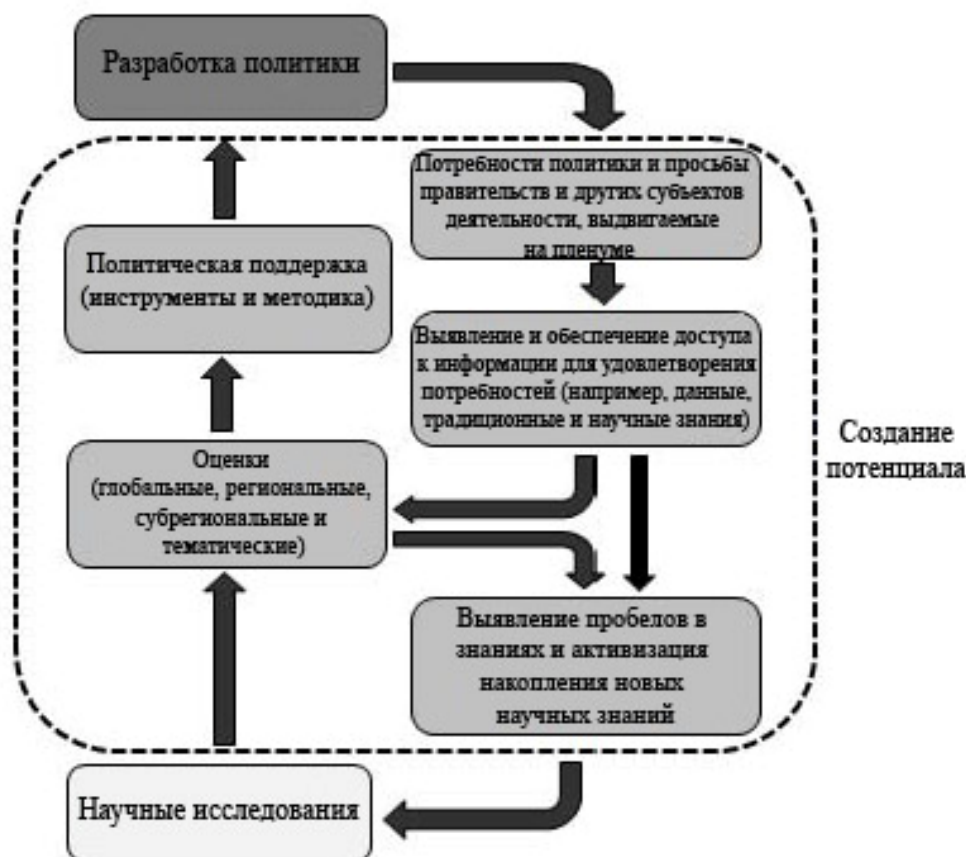 Разработка политики
Потребности политики и просьбы
правительств и других субъектов
деятельности, выдвигаемые
на пленуме
Политическая поддержка
(инструменты и методика)
Выявление и обеспечение доступа
к информации для удовлетворения
потребностей (например, данные,
традиционные и научные знания)
Создание
потенциала
Оценки
(глобальные, региональные,
субрегиональные и
тематические)
Выявление пробелов в
знаниях и активизация
накопления новых
научных знаний
Научные исследования